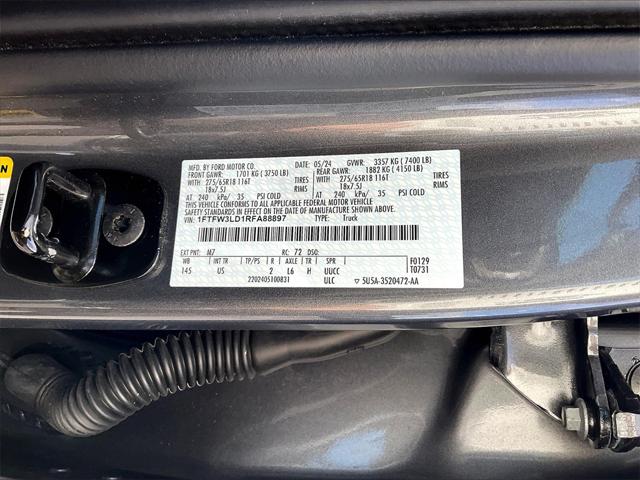 MFD. BY FORD MOTOR CO.
05/24 GVWR: 3357 KG ( 7400 LB)
FRONT GAWR: 1701 KG ( 3750 LB)
REAR GAWR: 1882 KG ( 4150 LB)
WITH 275/65R18 116T TIRES
WITH 275/65R18 116T TIRES
18x7.5J RIMS
18x7.5J RIMS
AT 240 kPa/ 35 PSI COLD
AT 240 kPa/ 35 PSI COLD
THIS VEHICLE CONFORMS TO ALL APPLICABLE FEDERAL MOTOR VEHICLE
SAFETY AND THEFT PREVENTION STANDARDS IN EFFECT ON THE DATE OF MANUFACTURE SHOWN ABOVE.
VIN: 1FTFW3LD1RFA88897 TYPE: Truck
EXT PNT: M7 RC: 72 DSO: F0129
WB INT TR TP/PS R AXLE TR SPR T0731
145 US 2 L6 H UUCC
2202405100831 ULC 5U5A-3520472-AA